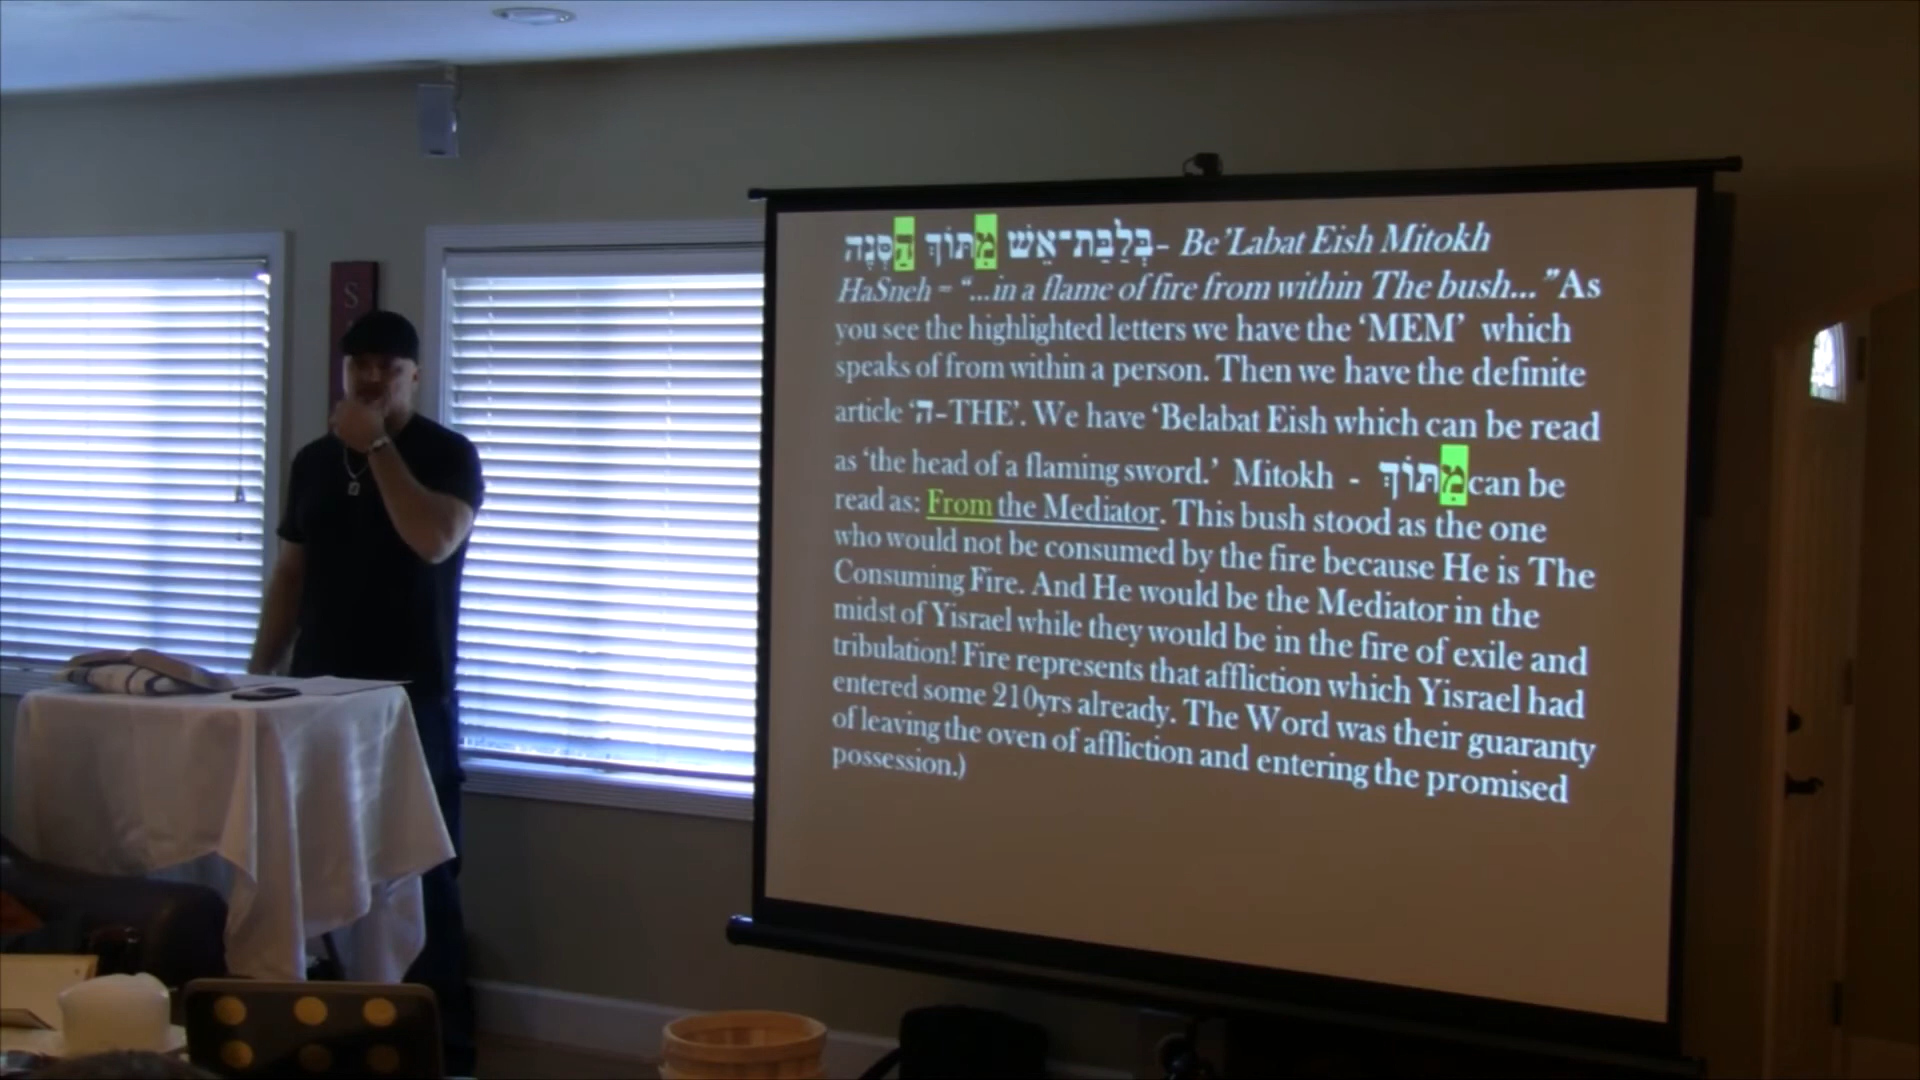 S
בְּלַבַּת־אֵשׁ מִתּוֹךְ הַסְּנֶה– Be’Labat Eish Mitokh
HaSneh = “...in a flame of fire from within The bush...” As
you see the highlighted letters we have the ‘MEM’ which
speaks of from within a person. Then we have the definite
article ‘ה-THE’. We have ‘Belabat Eish which can be read
as ‘the head of a flaming sword.’ Mitokh - מִתּוֹךְ can be
read as: From the Mediator. This bush stood as the one
who would not be consumed by the fire because He is The
Consuming Fire. And He would be the Mediator in the
midst of Yisrael while they would be in the fire of exile and
tribulation! Fire represents that affliction which Yisrael had
entered some 210yrs already. The Word was their guaranty
of leaving the oven of affliction and entering the promised
possession.)